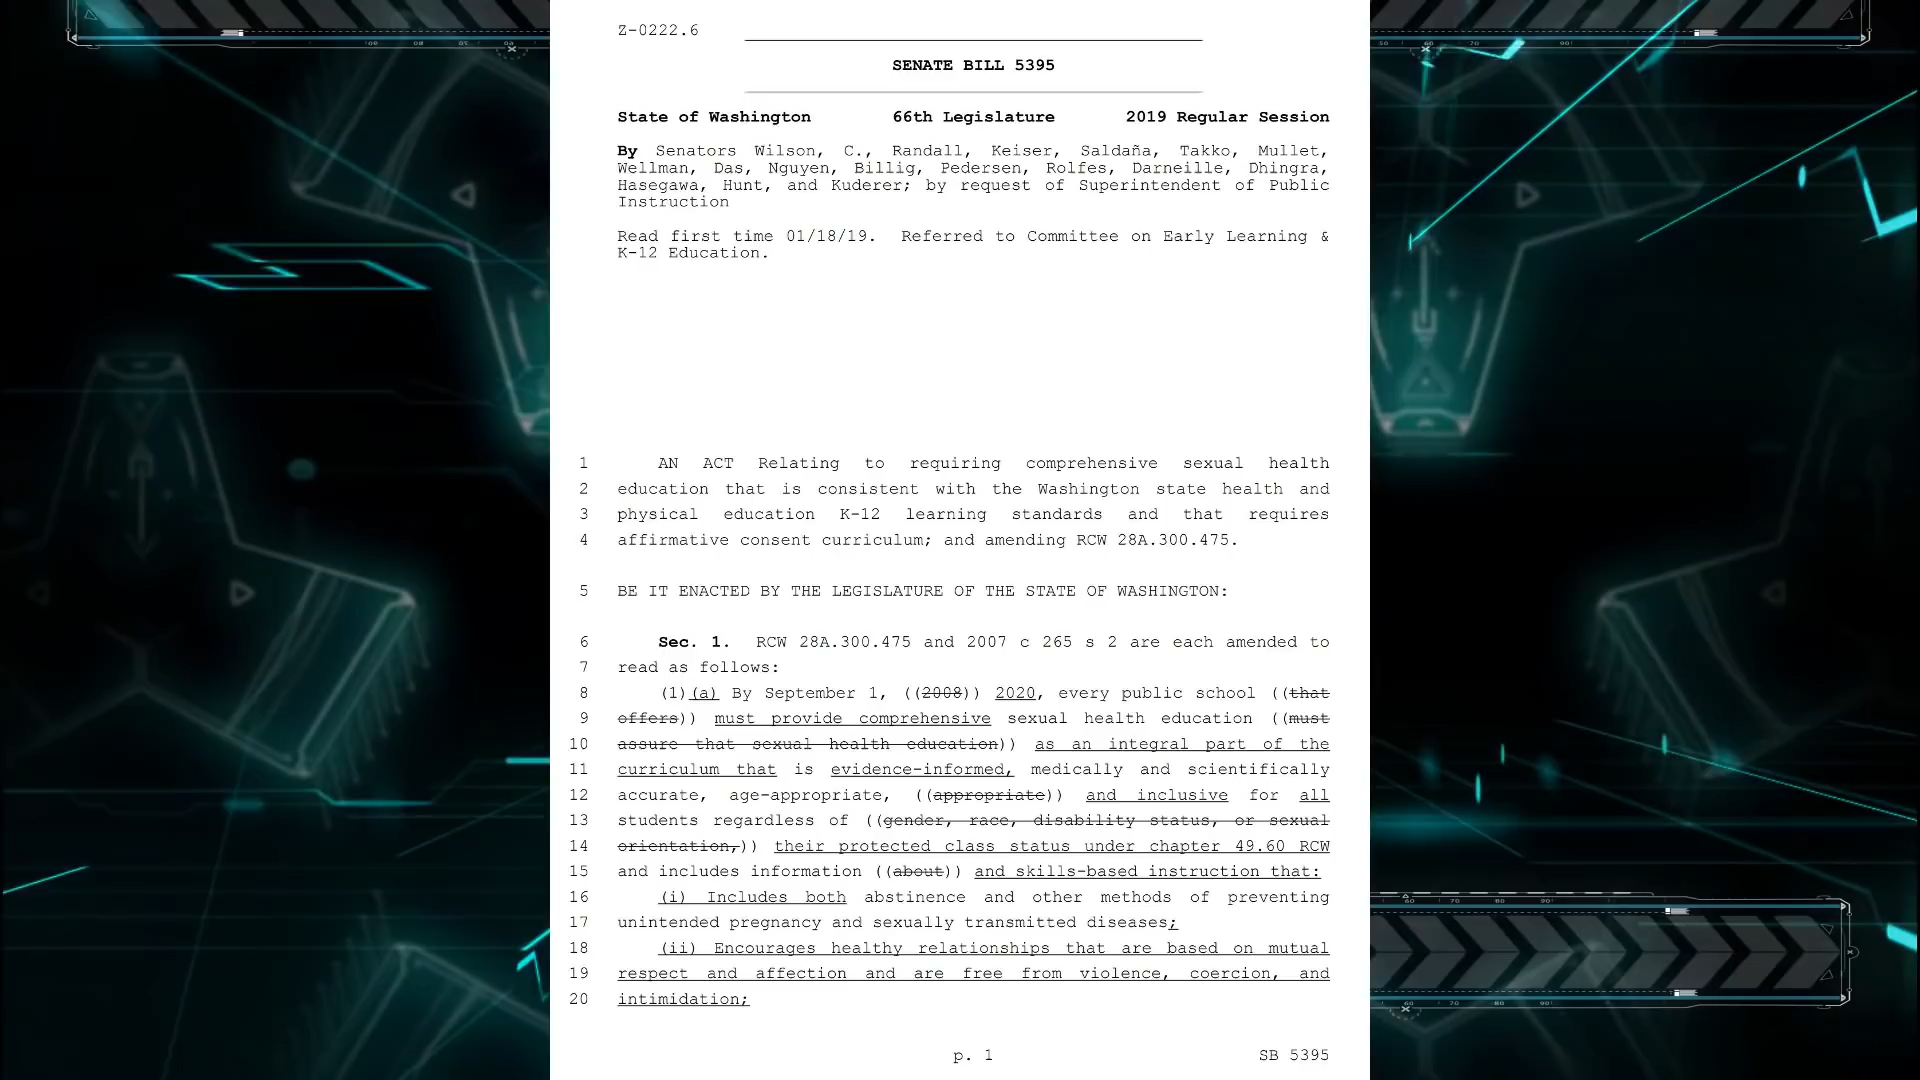 Z-0222.6
SENATE BILL 5395
State of Washington 66th Legislature 2019 Regular Session
By Senators Wilson, C., Randall, Keiser, Saldaña, Takko, Mullet,
Wellman, Das, Nguyen, Billig, Pedersen, Rolfes, Darneille, Dhingra,
Hasegawa, Hunt, and Kuderer; by request of Superintendent of Public
Instruction
Read first time 01/18/19. Referred to Committee on Early Learning &
K-12 Education.
1 AN ACT Relating to requiring comprehensive sexual health
2 education that is consistent with the Washington state health and
3 physical education K-12 learning standards and that requires
4 affirmative consent curriculum; and amending RCW 28A.300.475.
5 BE IT ENACTED BY THE LEGISLATURE OF THE STATE OF WASHINGTON:
6 Sec. 1. RCW 28A.300.475 and 2007 c 265 s 2 are each amended to
7 read as follows:
8 (1)(a) By September 1, ((2008)) 2020, every public school ((that
9 offers)) must provide comprehensive sexual health education ((must
10 assure that sexual health education)) as an integral part of the
11 curriculum that is evidence-informed, medically and scientifically
12 accurate, age-appropriate, ((appropriate)) and inclusive for all
13 students regardless of ((gender, race, disability status, or sexual
14 orientation,)) their protected class status under chapter 49.60 RCW
15 and includes information ((about)) and skills-based instruction that:
16 (i) Includes both abstinence and other methods of preventing
17 unintended pregnancy and sexually transmitted diseases;
18 (ii) Encourages healthy relationships that are based on mutual
19 respect and affection and are free from violence, coercion, and
20 intimidation;
p. 1 SB 5395